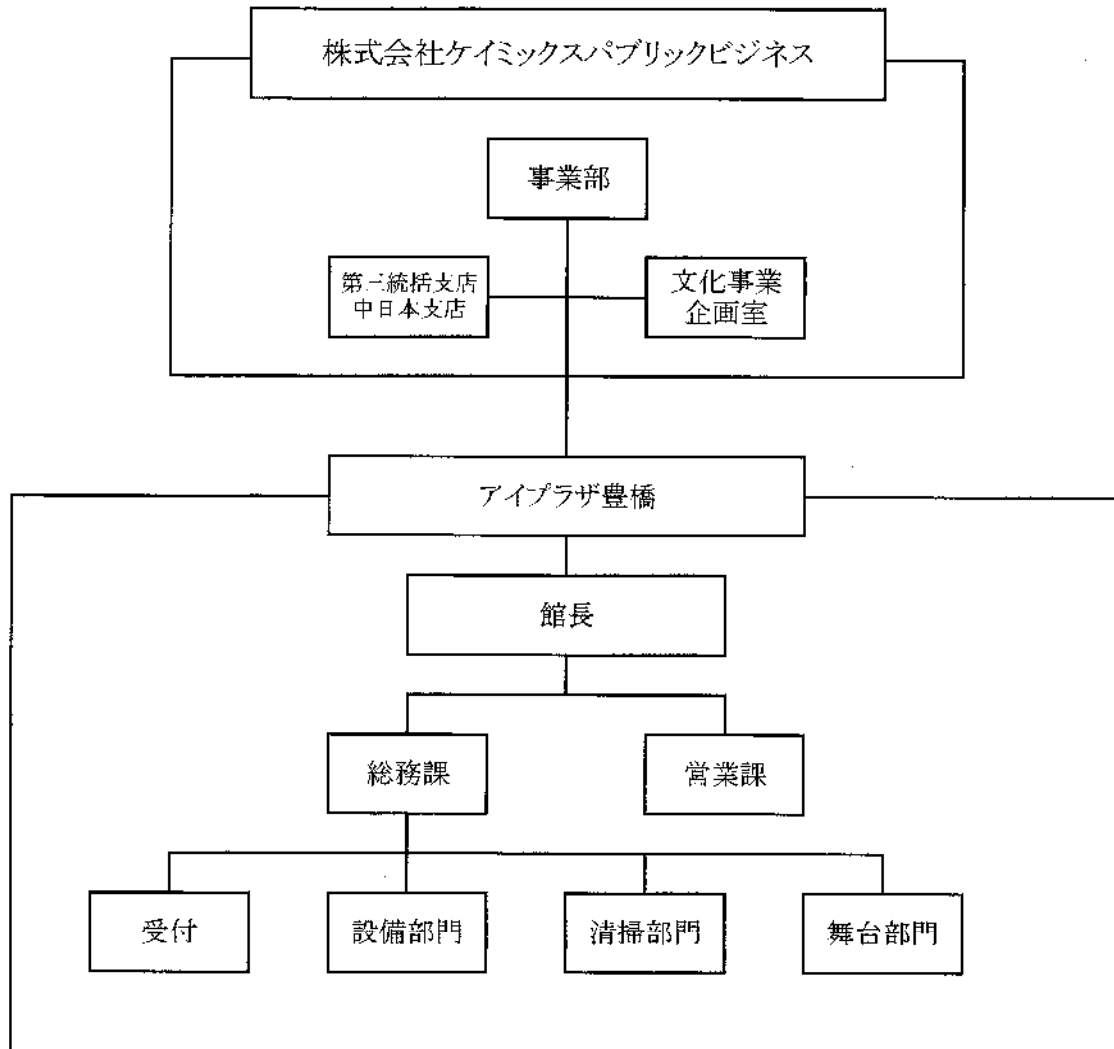 株式会社ケイミックスパブリックビジネス
事業部
第三統括支店
中日本支店
文化事業
企画室
アイプラザ豊橋
館長
総務課
営業課
受付
設備部門
清掃部門
舞台部門